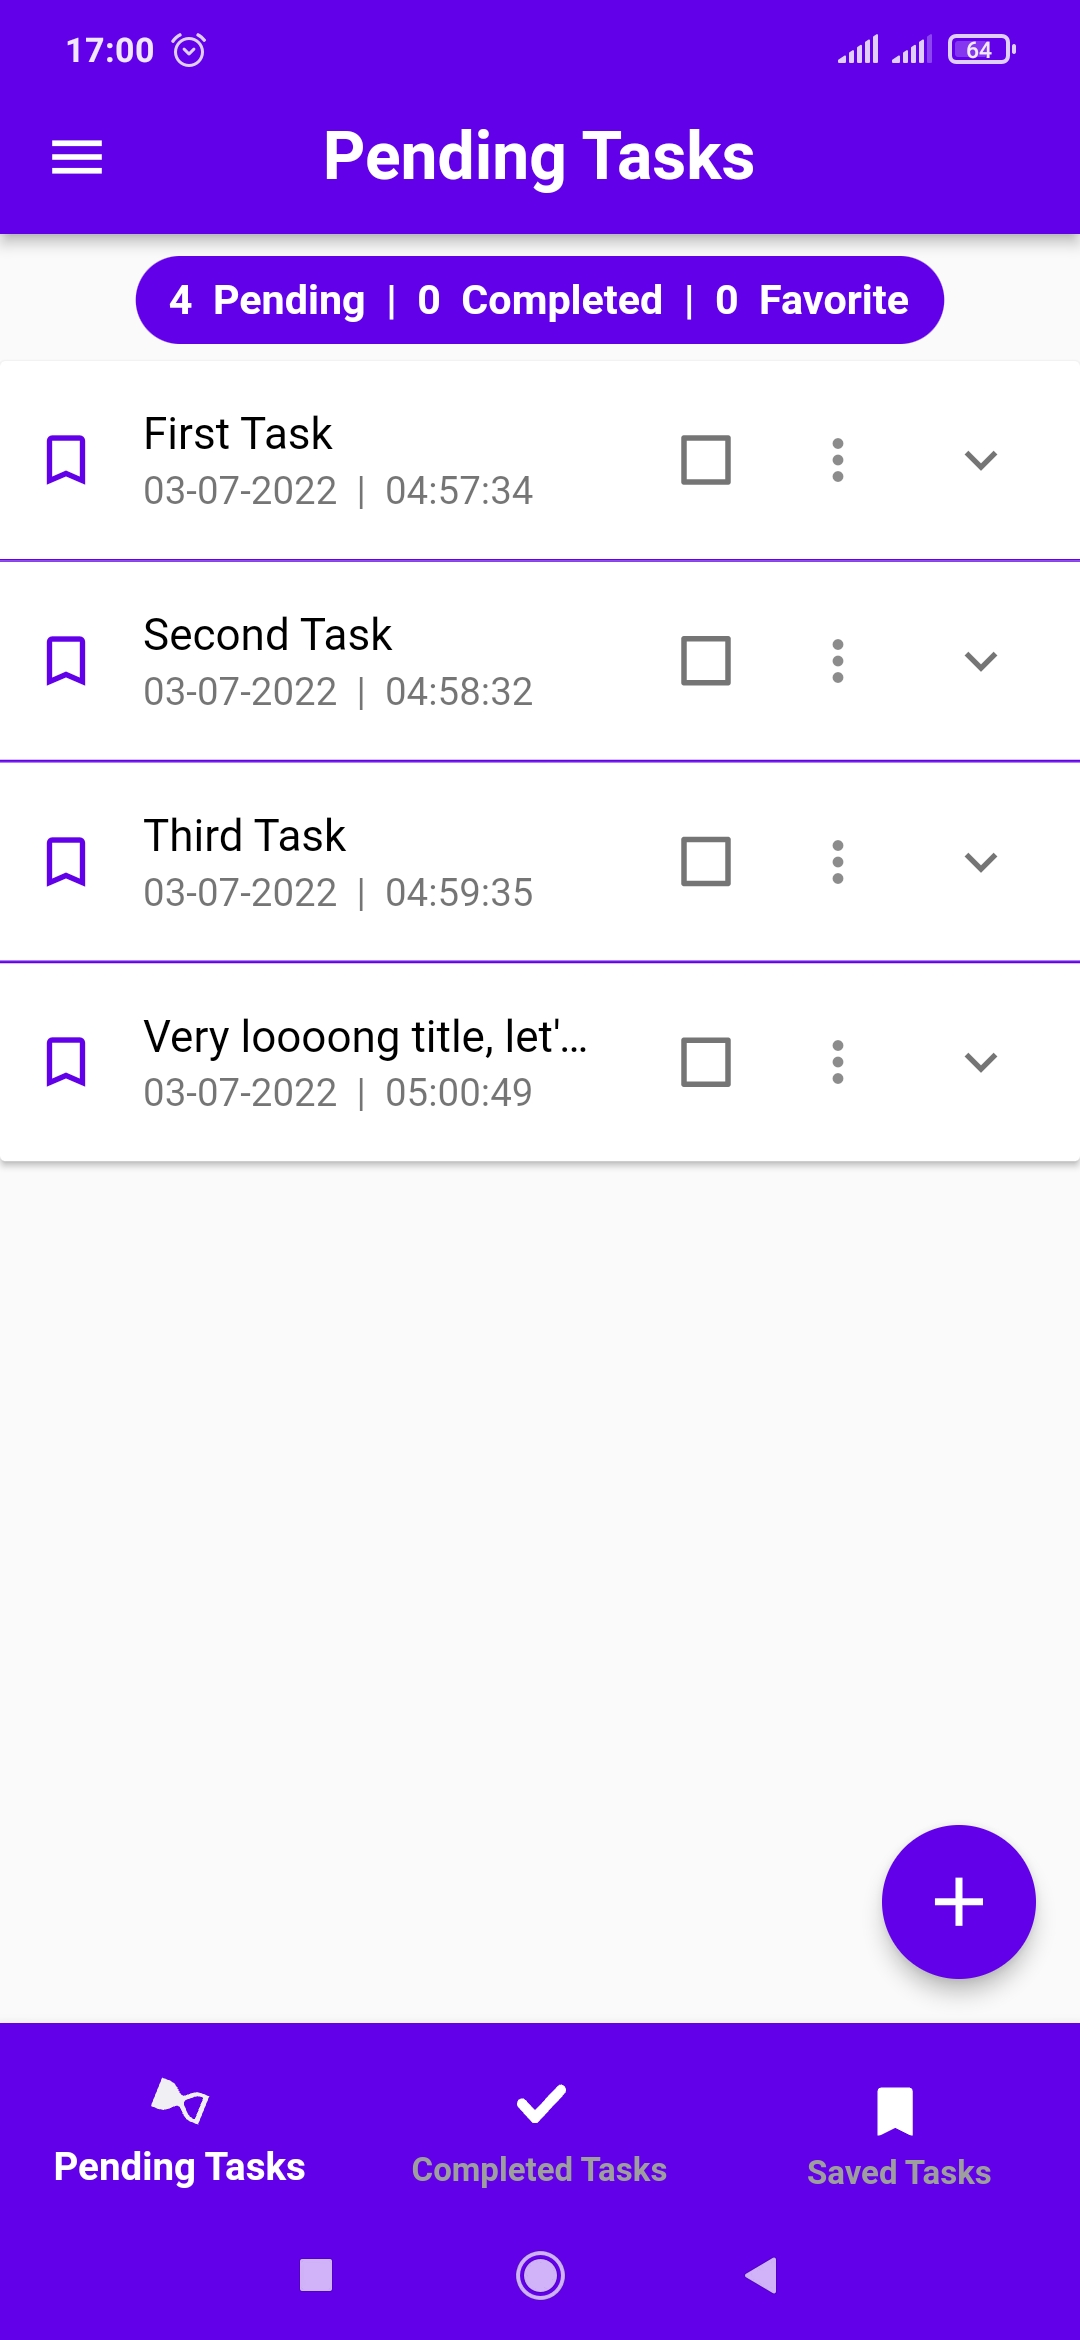 17:00 64
Pending Tasks
4 Pending | 0 Completed | 0 Favorite
First Task
03-07-2022 | 04:57:34
Second Task
03-07-2022 | 04:58:32
Third Task
03-07-2022 | 04:59:35
Very loooong title, let'...
03-07-2022 | 05:00:49
Pending Tasks Completed Tasks Saved Tasks